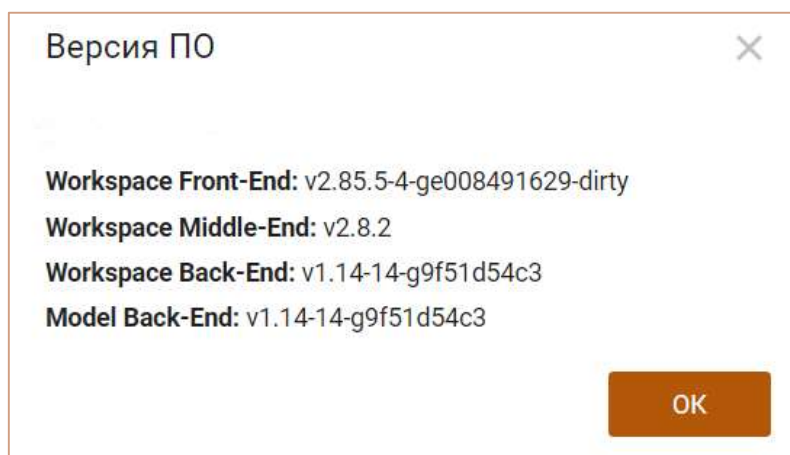 Версия ПО
Workspace Front-End: v2.85.5-4-ge008491629-dirty
Workspace Middle-End: v2.8.2
Workspace Back-End: v1.14-14-g9f51d54c3
Model Back-End: v1.14-14-g9f51d54c3
ОК